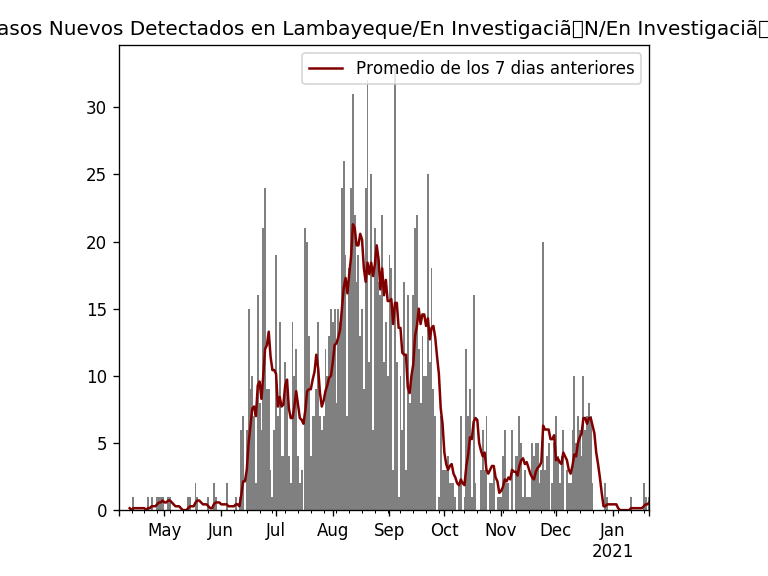 asos Nuevos Detectados en Lambayeque/En Investigaciã▯N/En Investigaciã▯
Promedio de los 7 dias anteriores
30
25
20
15
10
5
0
May Jun Jul Aug Sep Oct Nov Dec Jan
2021